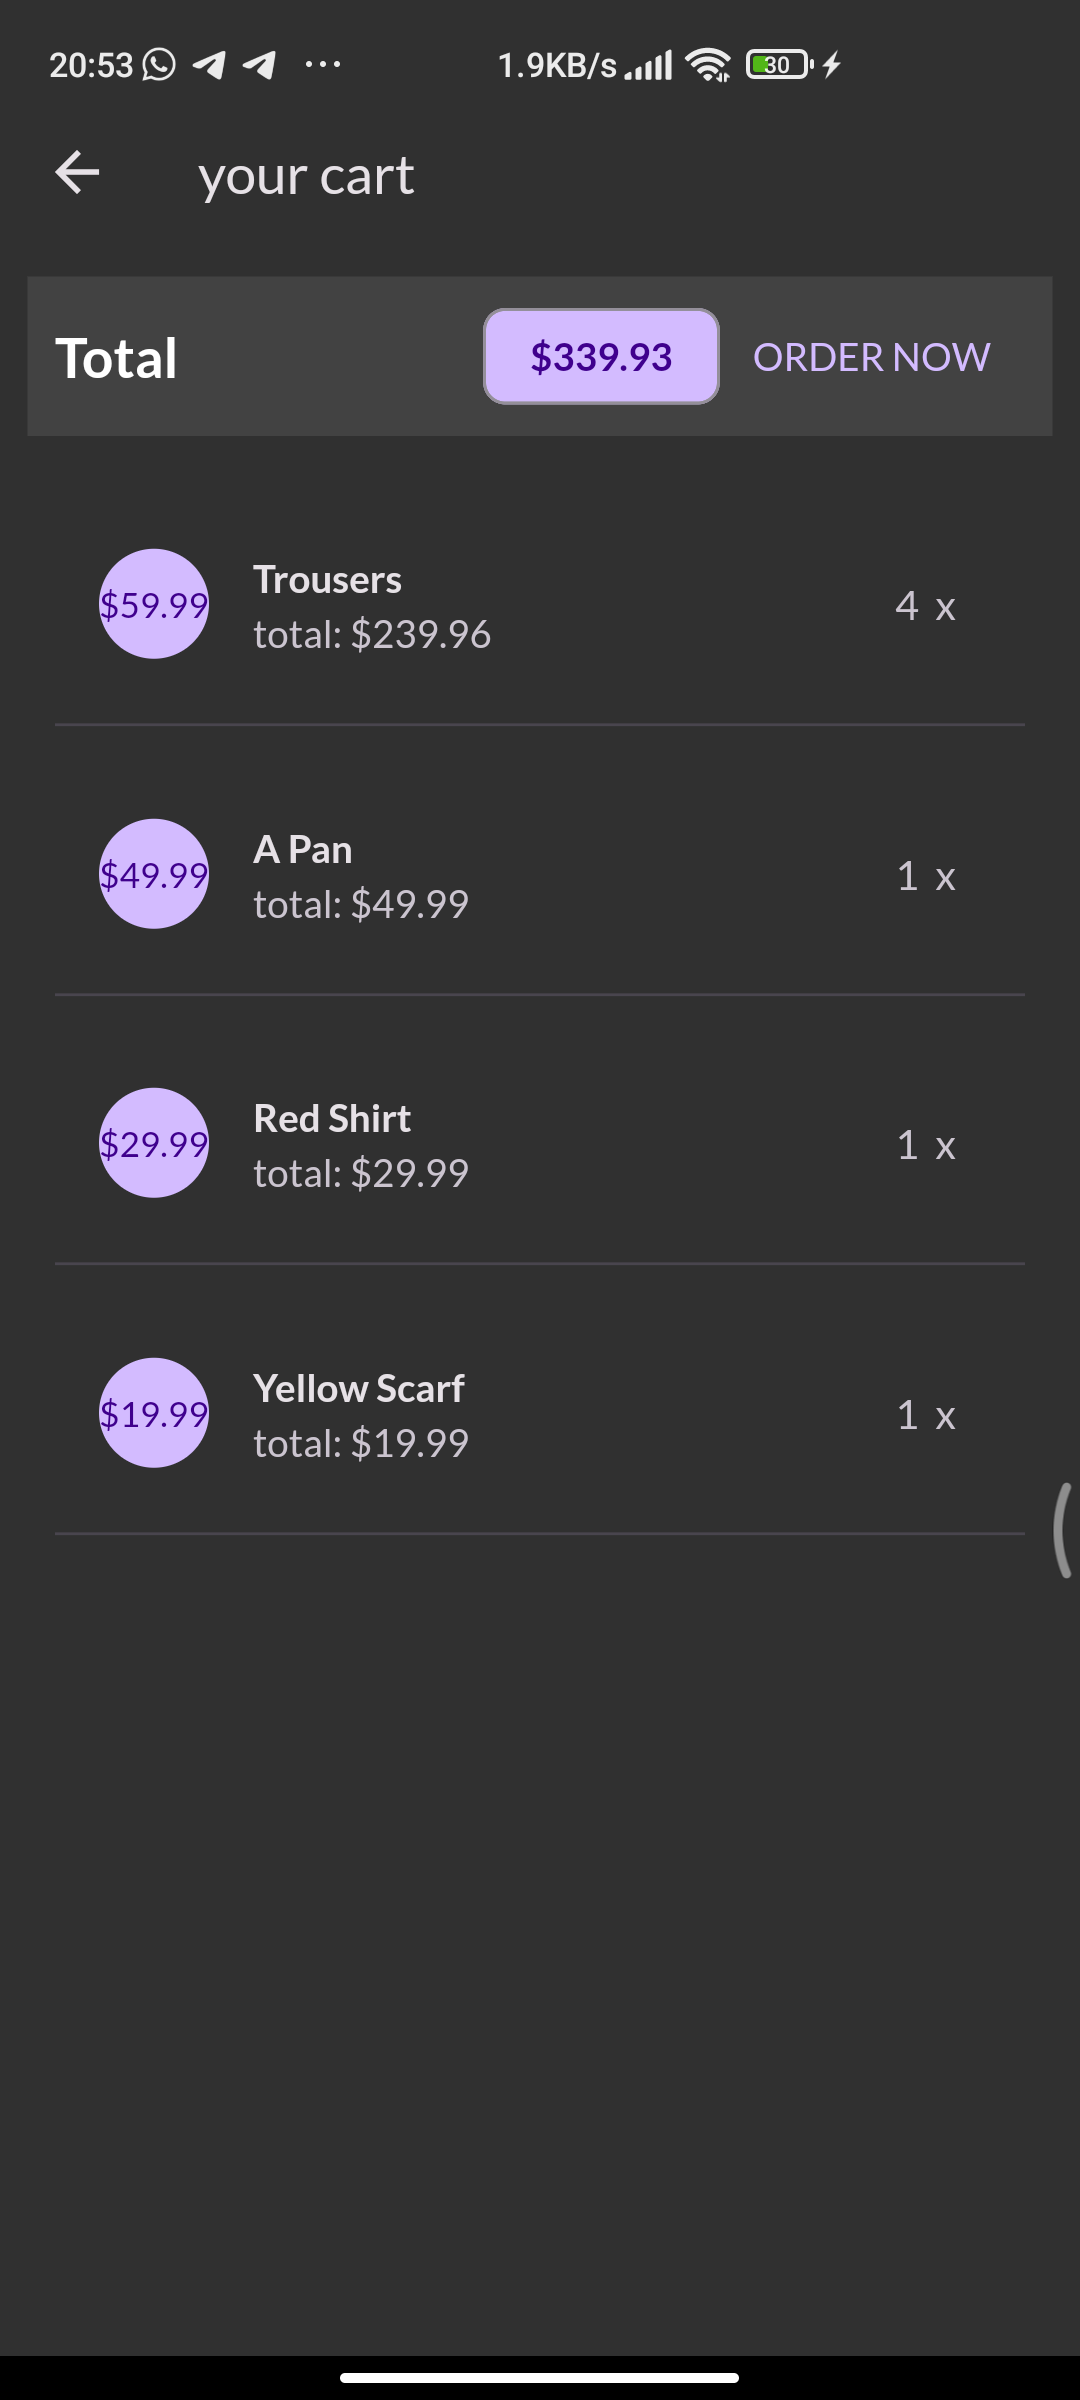 20:53 ... 1.9KB/s 30
your cart
Total $339.93 ORDER NOW
$59.99 Trousers 4 x
total: $239.96
$49.99 A Pan 1 x
total: $49.99
$29.99 Red Shirt 1 x
total: $29.99
$19.99 Yellow Scarf 1 x
total: $19.99